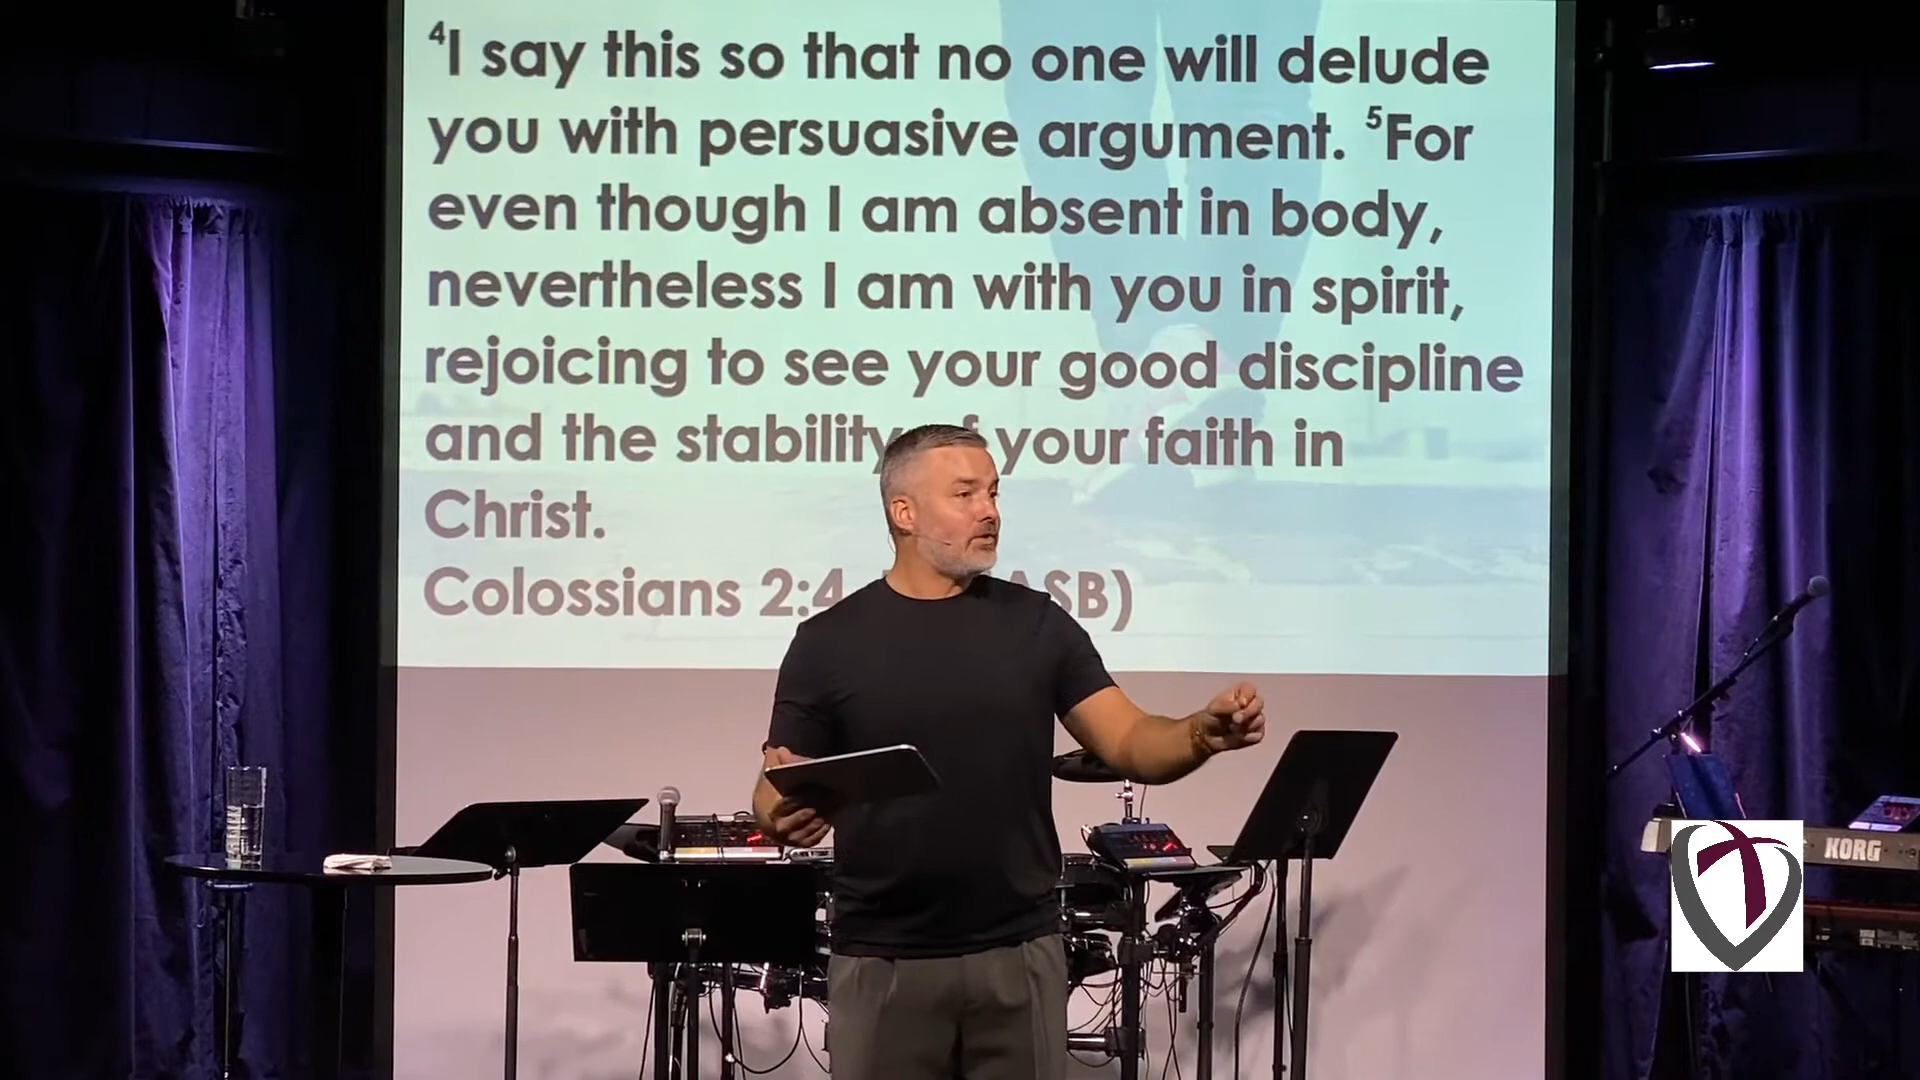 ⁴I say this so that no one will delude
you with persuasive argument. ⁵For
even though I am absent in body,
nevertheless I am with you in spirit,
rejoicing to see your good discipline
and the stability your faith in
Christ.
Colossians 2:4 ASB)
KORG